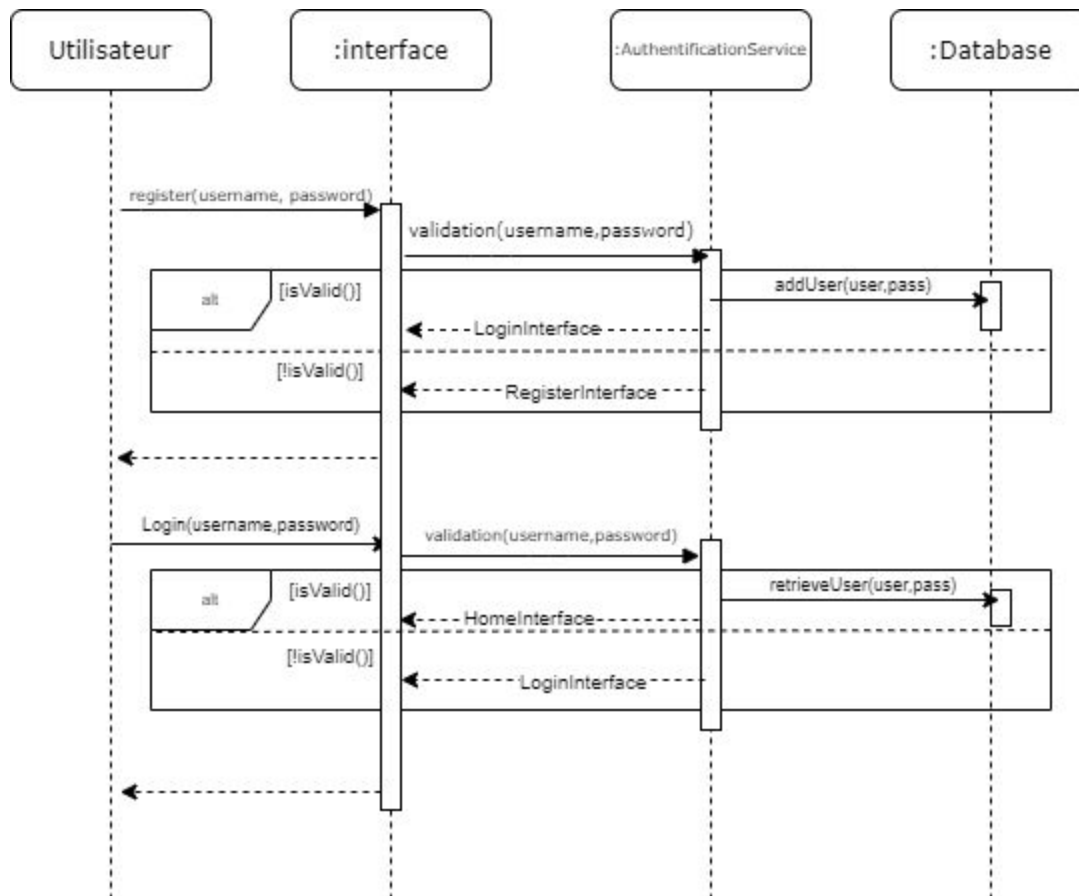 Utilisateur
:interface
:AuthentificationService
:Database
register(username, password)
validation(username,password)
alt
[isValid()]
addUser(user,pass)
LoginInterface
[!isValid()]
RegisterInterface
Login(username,password)
validation(username,password)
alt
[isValid()]
retrieveUser(user,pass)
HomeInterface
[!isValid()]
LoginInterface